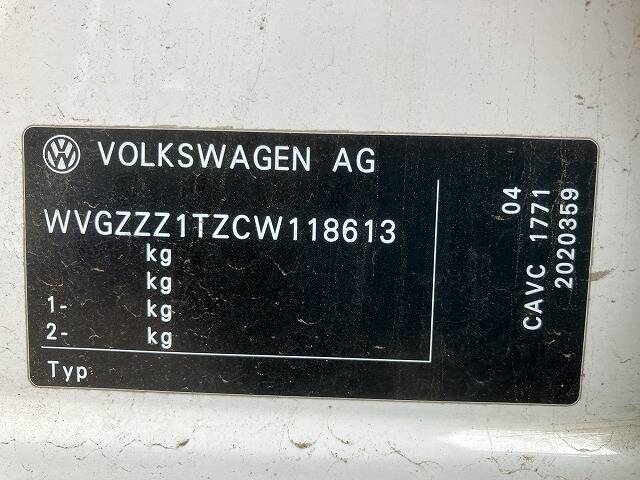 VOLKSWAGEN AG
WVGZZZ1TZCW118613
kg
kg
1- kg
2- kg
Typ
04
CAVC 1771
2020359